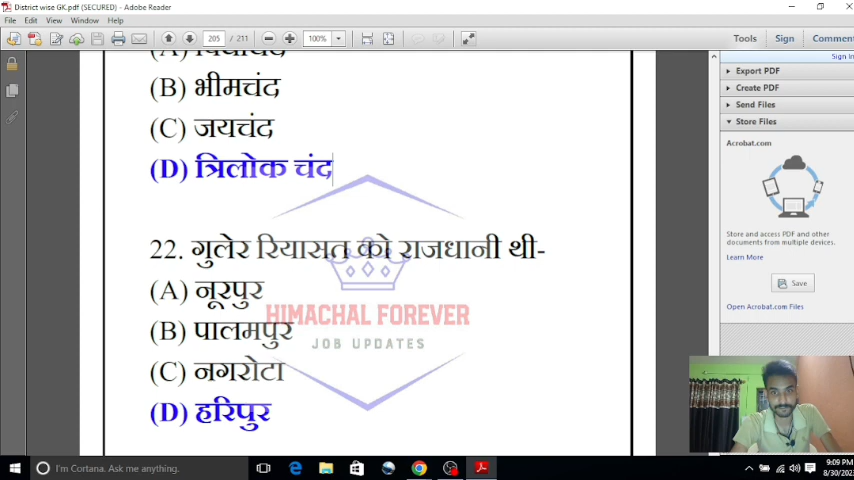 District wise GK.pdf (SECURED) - Adobe Reader
File Edit View Window Help
205 / 211 100% Tools Sign Comment
Sign In
(B) भीमचंद
(C) जयचंद
(D) त्रिलोक चंद
22. गुलेर रियासत को राजधानी थी-
(A) नूरपुर
(B) पालमपुर
(C) नगरोटा
(D) हरिपुर
HIMACHAL FOREVER
JOB UPDATES
Export PDF
Create PDF
Send Files
Store Files
Acrobat.com
Store and access PDF and other
documents from multiple devices.
Learn More
Save
Open Acrobat.com Files
I'm Cortana. Ask me anything.
9:09 PM